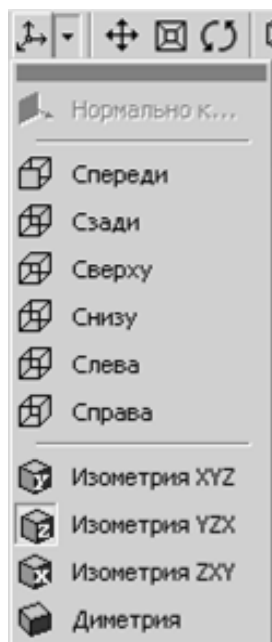 Нормально к...
Спереди
Сзади
Сверху
Снизу
Слева
Справа
Изометрия XYZ
Изометрия YZX
Изометрия ZXY
Диметрия